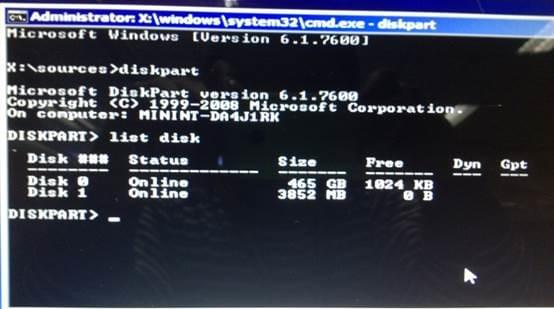 Administrator: X:\windows\system32\cmd.exe - diskpart
Microsoft Windows [Version 6.1.7600]
X:\sources>diskpart
Microsoft DiskPart version 6.1.7600
Copyright (C) 1999-2008 Microsoft Corporation.
On computer: MININT-DA4J1RK
DISKPART> list disk
Disk ### Status Size Free Dyn Gpt
-------- ------------- ------- ------- --- ---
Disk 0 Online 465 GB 1024 KB
Disk 1 Online 3852 MB 0 B
DISKPART> _